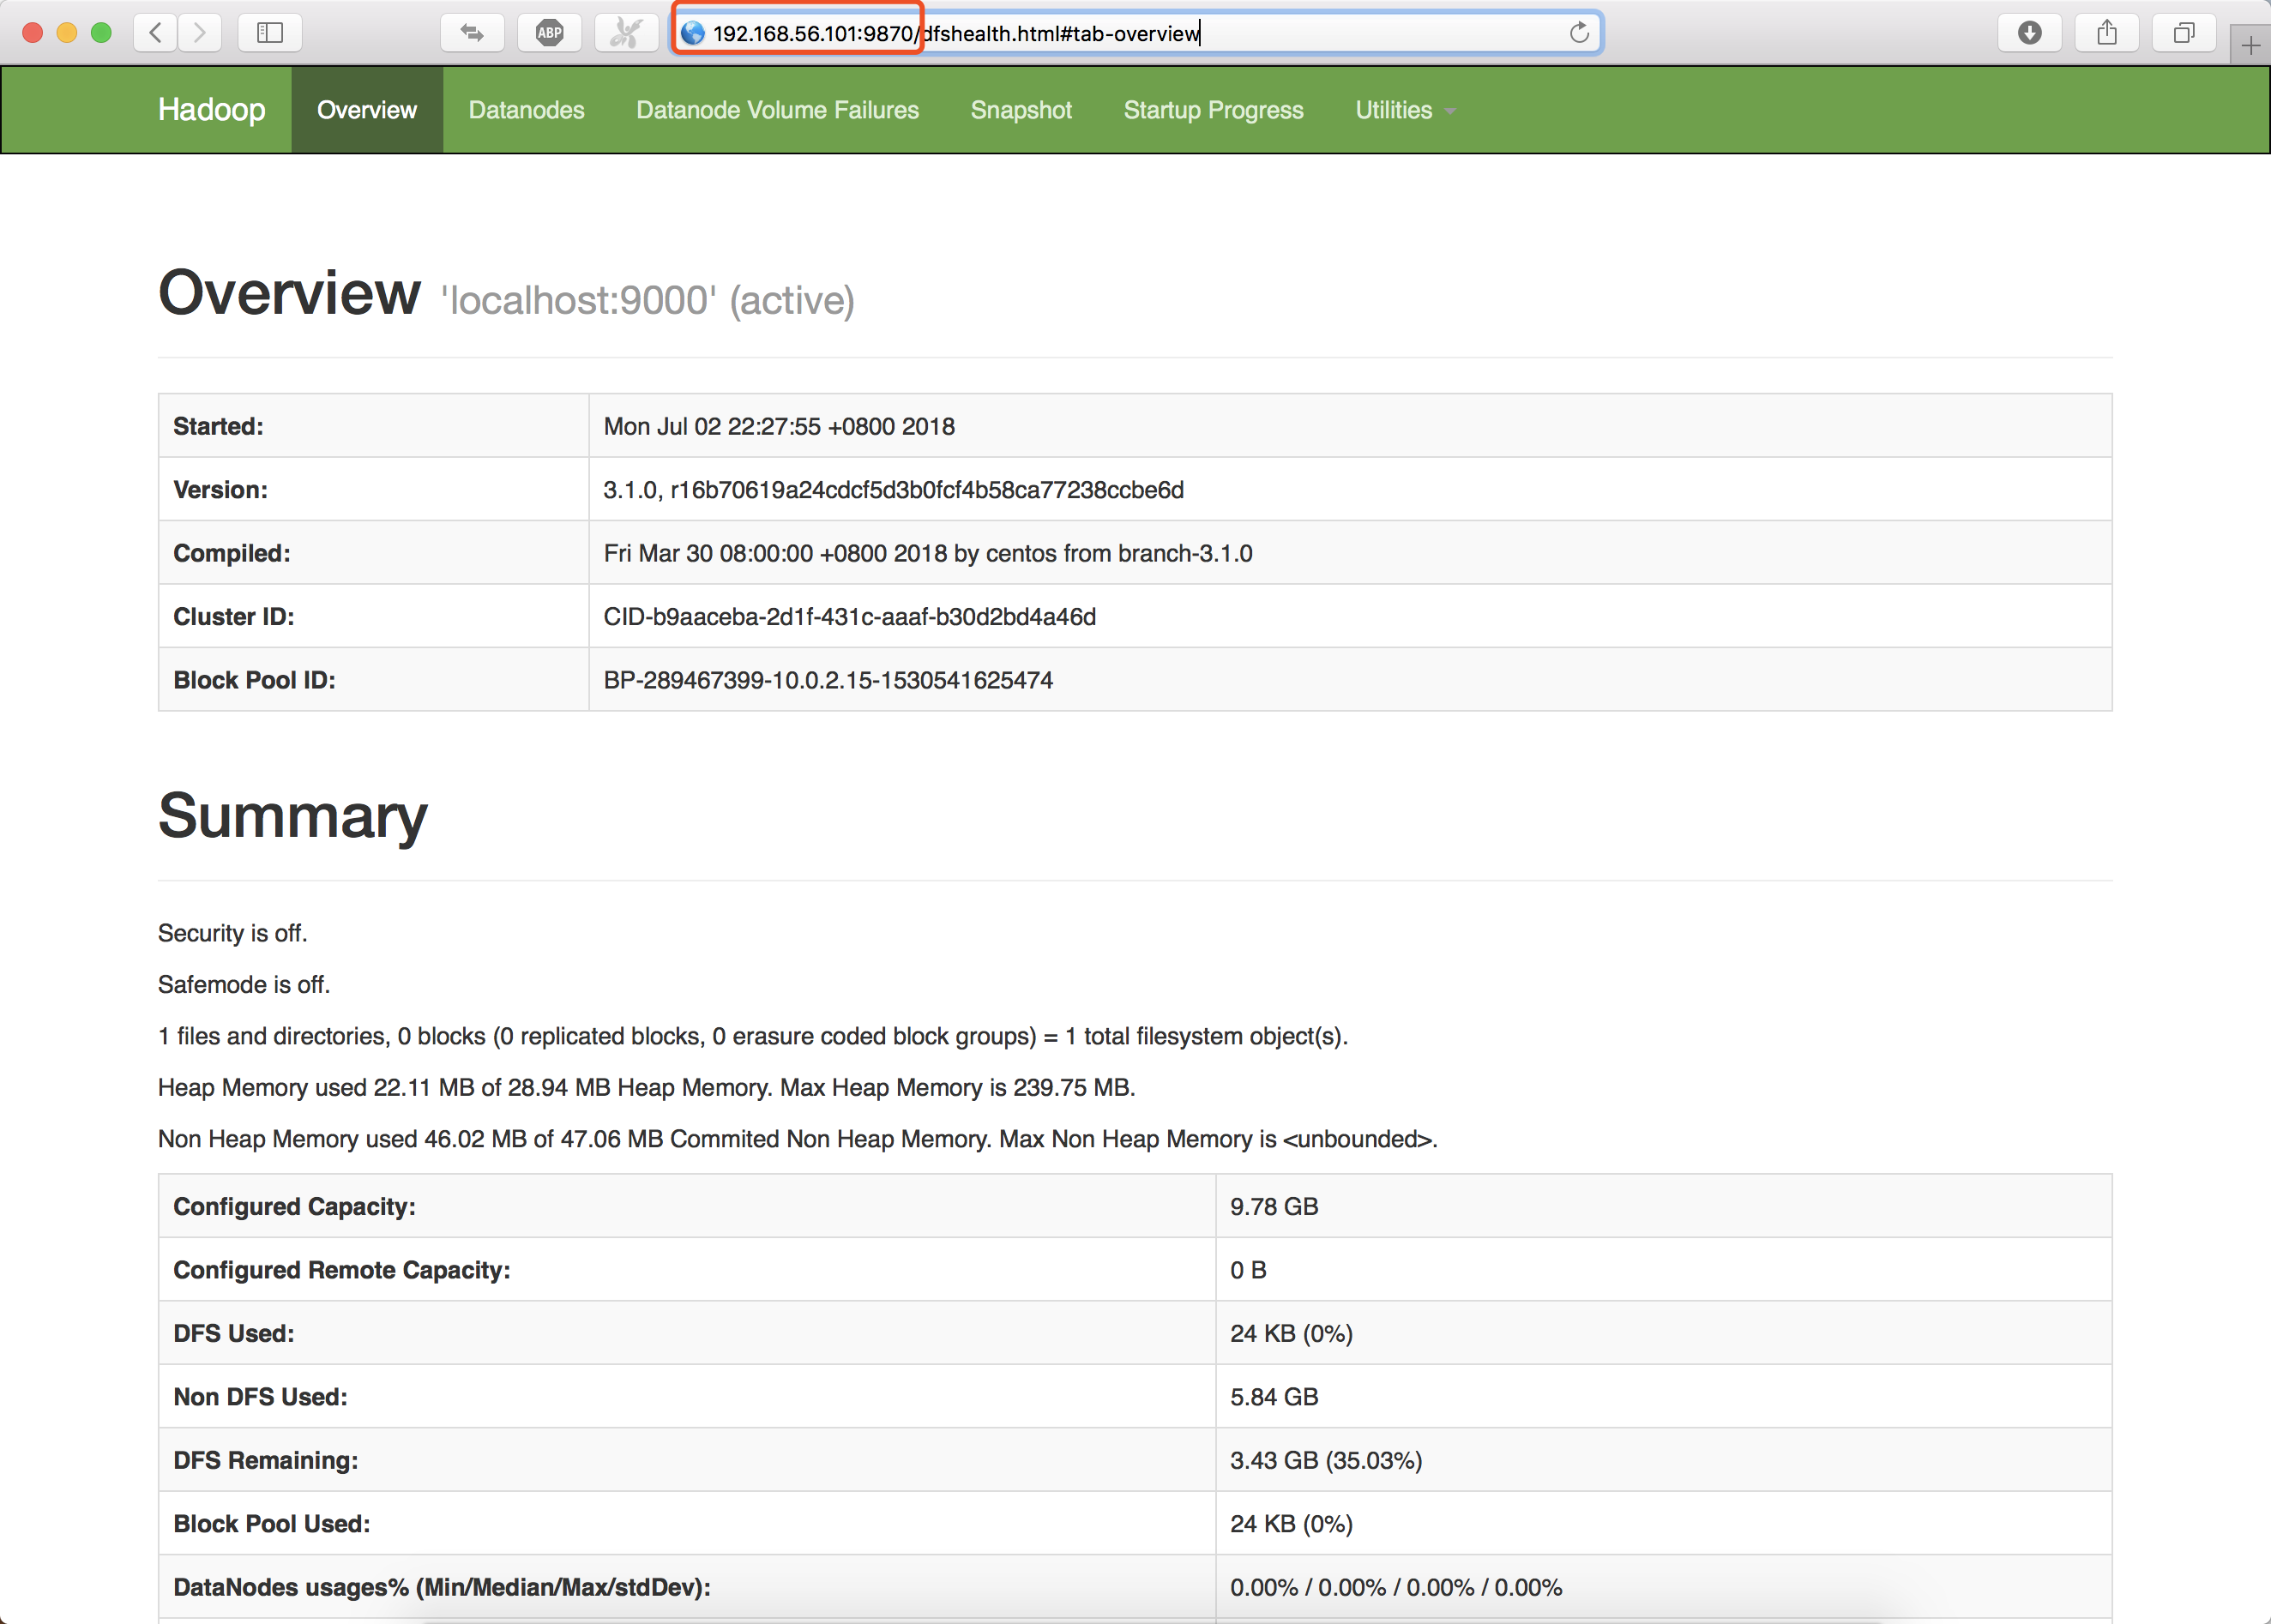 ABP
192.168.56.101:9870/dfshealth.html#tab-overview
Hadoop Overview Datanodes Datanode Volume Failures Snapshot Startup Progress Utilities
Overview 'localhost:9000' (active)
Started: Mon Jul 02 22:27:55 +0800 2018
Version: 3.1.0, r16b70619a24cdcf5d3b0fcf4b58ca77238ccbe6d
Compiled: Fri Mar 30 08:00:00 +0800 2018 by centos from branch-3.1.0
Cluster ID: CID-b9aaceba-2d1f-431c-aaaf-b30d2bd4a46d
Block Pool ID: BP-289467399-10.0.2.15-1530541625474
Summary
Security is off.
Safemode is off.
1 files and directories, 0 blocks (0 replicated blocks, 0 erasure coded block groups) = 1 total filesystem object(s).
Heap Memory used 22.11 MB of 28.94 MB Heap Memory. Max Heap Memory is 239.75 MB.
Non Heap Memory used 46.02 MB of 47.06 MB Commited Non Heap Memory. Max Non Heap Memory is <unbounded>.
Configured Capacity: 9.78 GB
Configured Remote Capacity: 0 B
DFS Used: 24 KB (0%)
Non DFS Used: 5.84 GB
DFS Remaining: 3.43 GB (35.03%)
Block Pool Used: 24 KB (0%)
DataNodes usages% (Min/Median/Max/stdDev): 0.00% / 0.00% / 0.00% / 0.00%